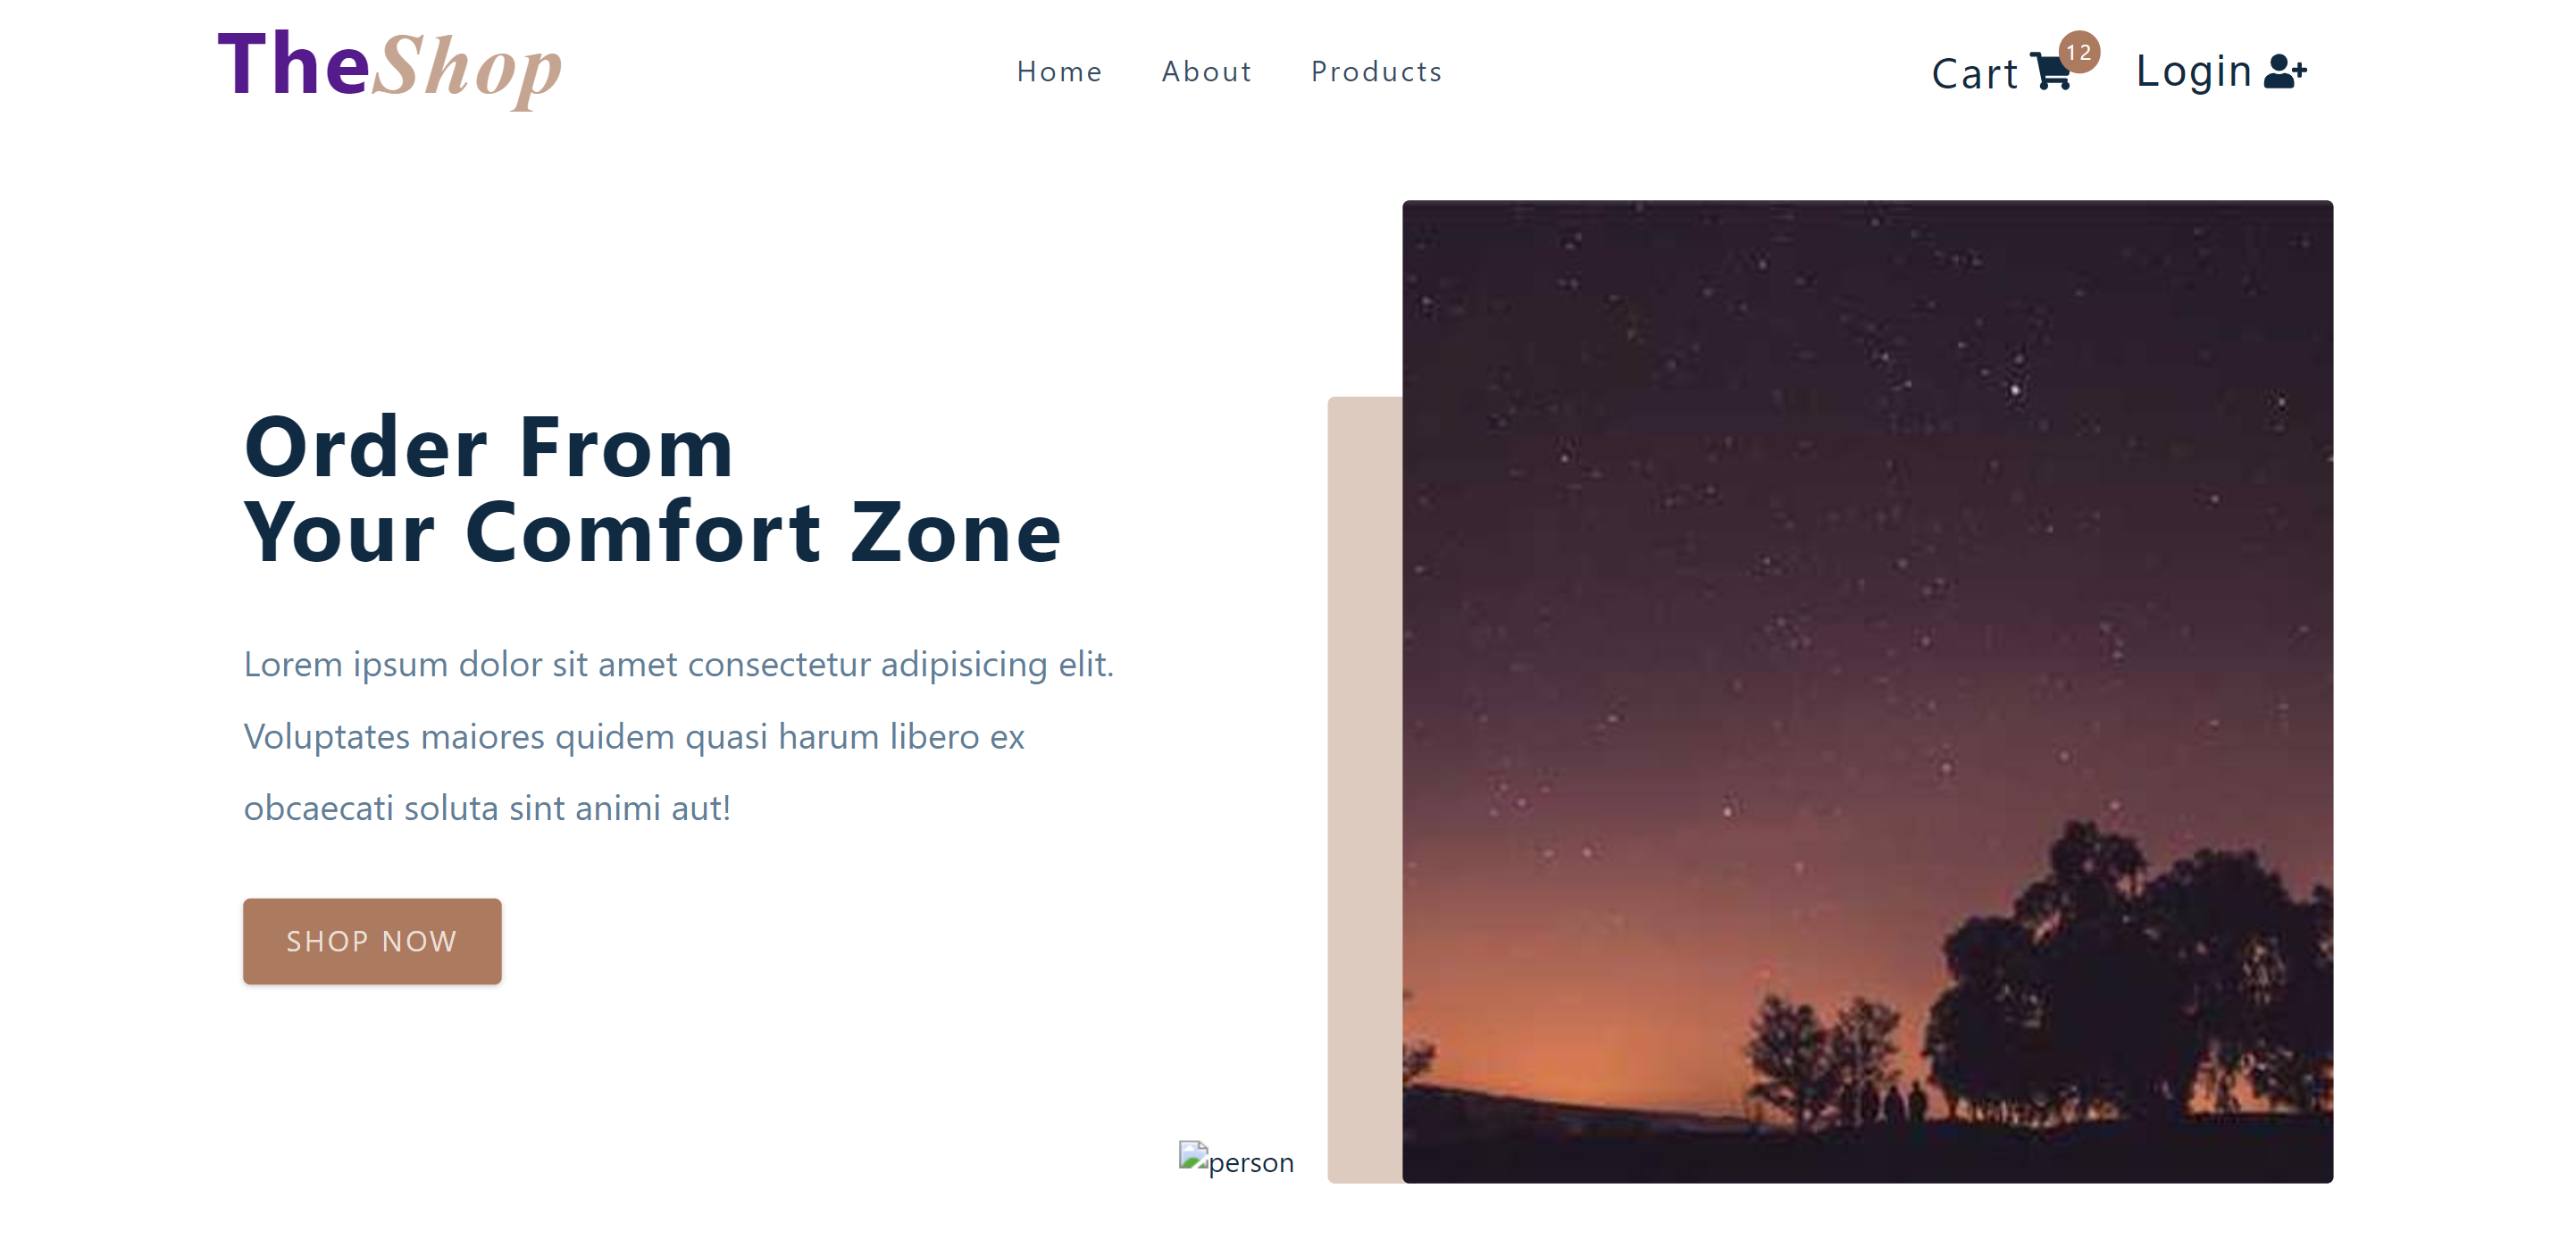 TheShop
Home About Products
Cart 12 Login
Order From
Your Comfort Zone
Lorem ipsum dolor sit amet consectetur adipisicing elit.
Voluptates maiores quidem quasi harum libero ex
obcaecati soluta sint animi aut!
SHOP NOW
person